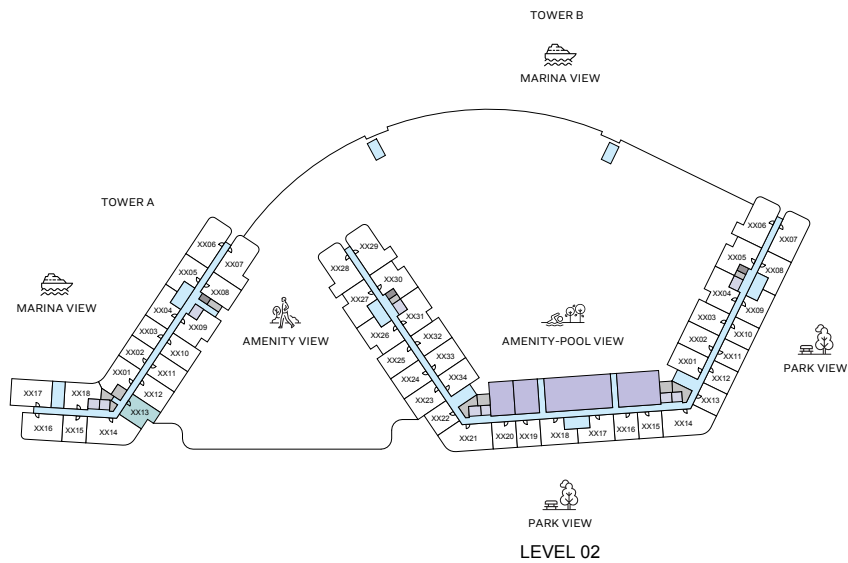 TOWER B
MARINA VIEW
TOWER A
MARINA VIEW
AMENITY VIEW
AMENITY-POOL VIEW
PARK VIEW
XX06
XX07
XX05
XX08
XX04
XX09
XX03
XX10
XX02
XX11
XX01
XX12
XX13
XX17
XX18
XX16
XX15
XX14
XX29
XX28
XX30
XX27
XX31
XX26
XX32
XX25
XX33
XX24
XX34
XX23
XX22
XX21
XX20
XX19
XX18
XX17
XX16
XX15
XX14
XX06
XX07
XX05
XX08
XX04
XX09
XX03
XX10
XX02
XX11
XX01
XX12
XX13
PARK VIEW
LEVEL 02